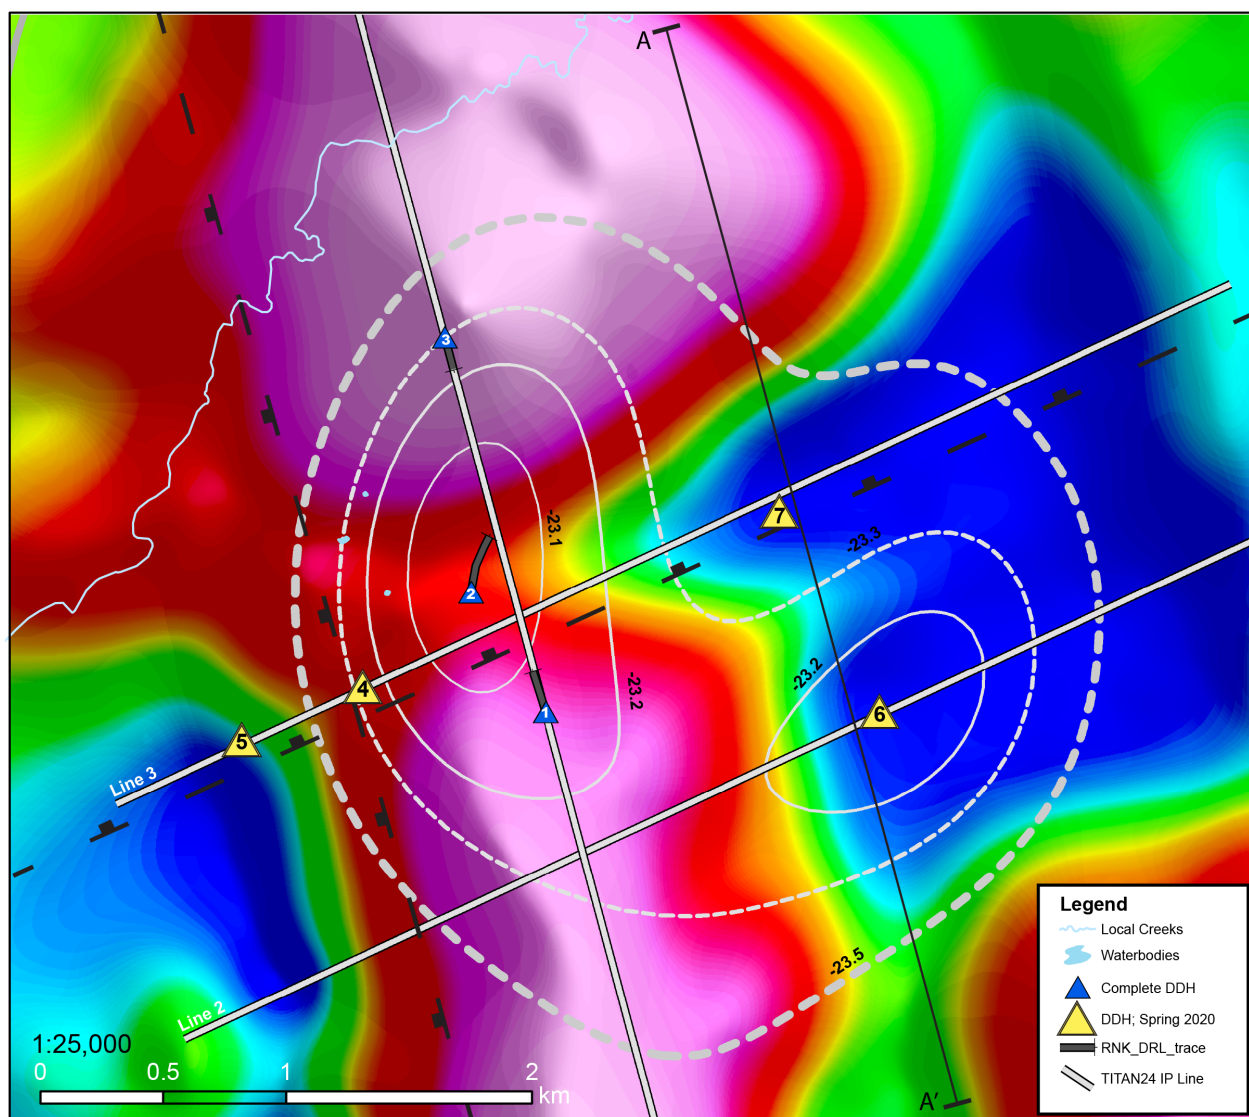 A
3
-23.1
7
-23.3
2
-23.2
-23.2
4
1
6
5
Line 3
-23.5
Line 2
A′
1:25,000
0 0.5 1 2
km
Legend
Local Creeks
Waterbodies
Complete DDH
DDH; Spring 2020
RNK_DRL_trace
TITAN24 IP Line